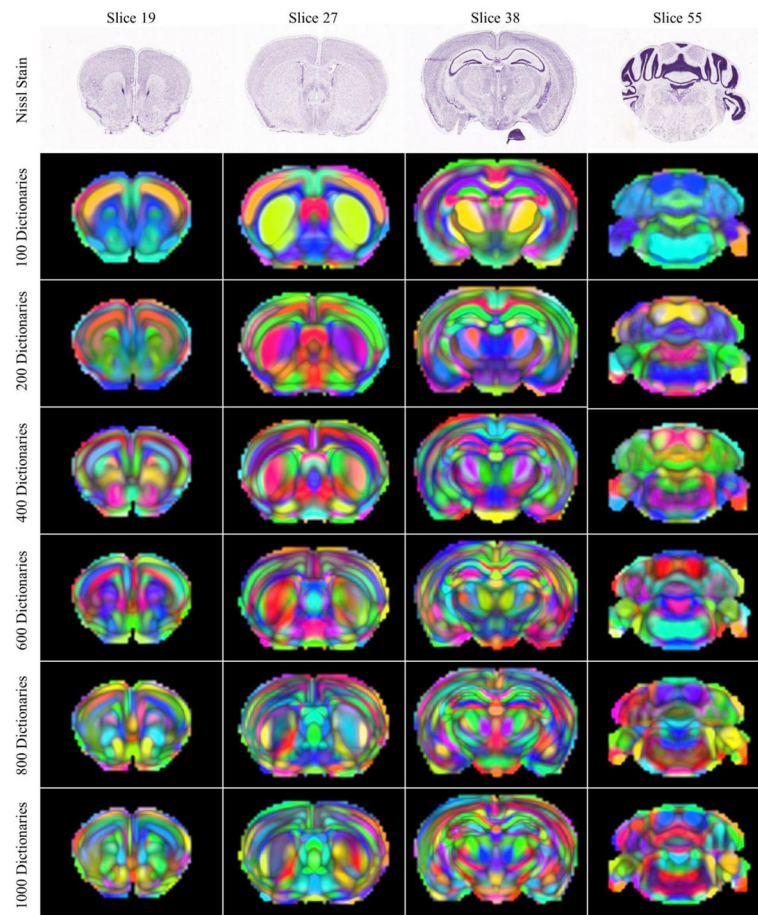 Slice 19
Slice 27
Slice 38
Slice 55
Nissl Stain
100 Dictionaries
200 Dictionaries
400 Dictionaries
600 Dictionaries
800 Dictionaries
1000 Dictionaries